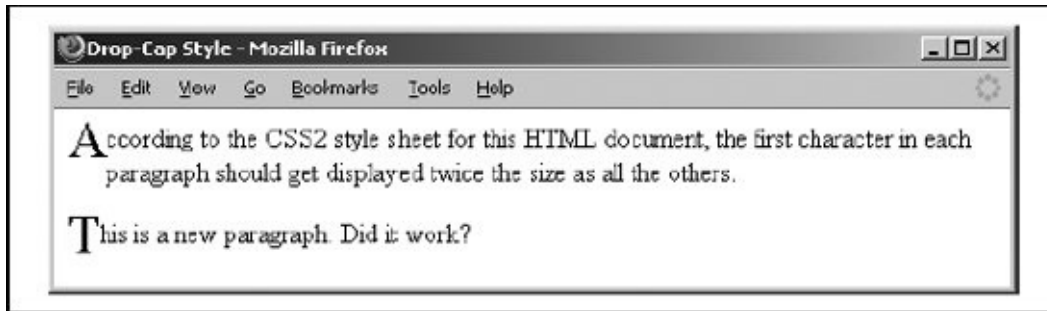 Drop-Cap Style - Mozilla Firefox
File Edit View Go Bookmarks Tools Help
According to the CSS2 style sheet for this HTML document, the first character in each
paragraph should get displayed twice the size as all the others.
This is a new paragraph. Did it work?